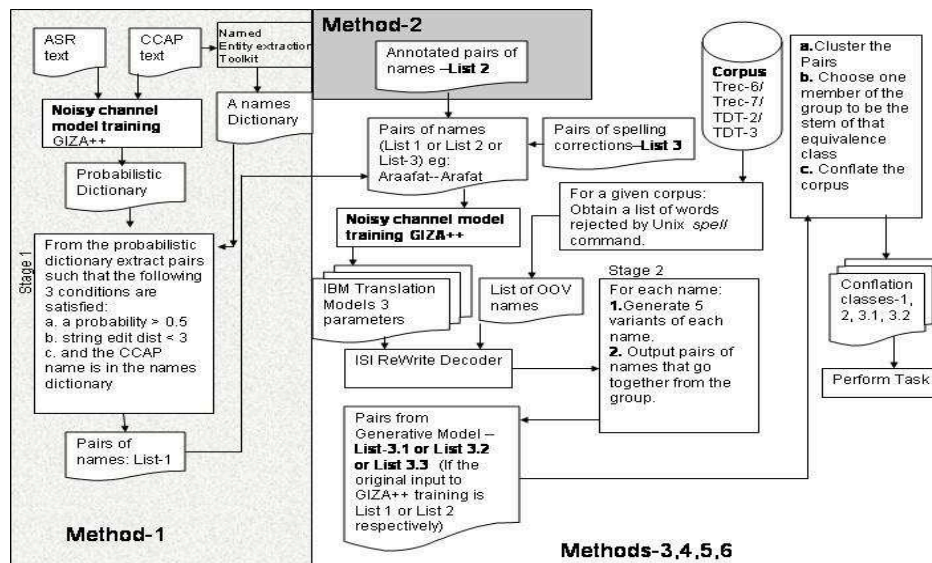 Method-1
ASR
text
CCAP
text
Named
Entity extraction
Toolkit
Noisy channel
model training
GIZA++
A names
Dictionary
Probabilistic
Dictionary
Stage 1
From the probabilistic
dictionary extract pairs
such that the following
3 conditions are
satisfied:
a. a probability > 0.5
b. string edit dist < 3
c. and the CCAP
name is in the names
dictionary
Pairs of
names: List-1
Method-2
Annotated pairs of
names –List 2
Pairs of names
(List 1 or List 2 or
List-3) eg:
Araafat--Arafat
Pairs of spelling
corrections–List 3
Corpus
Trec-6/
Trec-7/
TDT-2/
TDT-3
Noisy channel model
training GIZA++
For a given corpus:
Obtain a list of words
rejected by Unix spell
command.
IBM Translation
Models 3
parameters
List of OOV
names
ISI ReWrite Decoder
Stage 2
For each name:
1.Generate 5
variants of each
name.
2. Output pairs of
names that go
together from the
group.
Pairs from
Generative Model –
List-3.1 or List 3.2
or List 3.3 (If the
original input to
GIZA++ training is
List 1 or List 2
respectively)
a.Cluster the
Pairs
b. Choose one
member of the
group to be the
stem of that
equivalence
class
c. Conflate the
corpus
Conflation
classes-1,
2, 3.1, 3.2
Perform Task
Methods-3,4,5,6